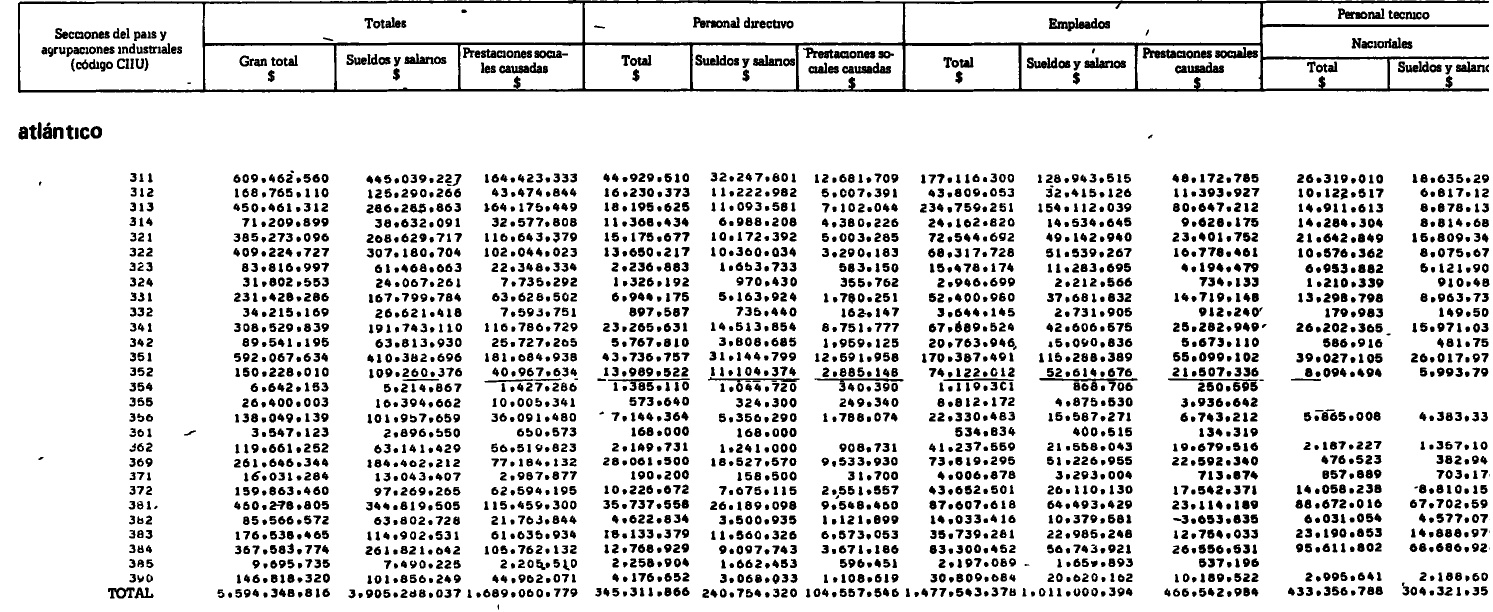 Secciones del pais y agrupaciones industriales (código CIIU) Totales Personal directivo Empleados Personal tecnico
Nacionales
Gran total $ Sueldos y salarios $ Prestaciones sociales causadas $ Total $ Sueldos y salarios $ Prestaciones sociales causadas $ Total $ Sueldos y salarios $ Prestaciones sociales causadas $ Total $ Sueldos y salario $
atlántico
311 609.462.560 445.039.227 164.423.333 44.929.510 32.247.801 12.681.709 177.116.300 128.943.515 48.172.785 26.319.010 18.635.29
312 168.765.110 125.290.266 43.474.844 16.230.373 11.222.982 5.007.391 43.809.053 32.415.126 11.393.927 10.122.517 6.817.12
313 450.461.312 286.285.863 164.175.449 18.195.625 11.093.581 7.102.044 234.759.251 154.112.039 80.647.212 14.911.613 8.878.13
314 71.209.899 38.632.091 32.577.808 11.368.434 6.988.208 4.380.226 24.162.820 14.534.645 9.628.175 14.284.304 8.814.68
321 385.273.096 268.629.717 116.643.379 15.175.677 10.172.392 5.003.285 72.544.692 49.142.940 23.401.752 21.642.849 15.809.34
322 409.224.727 307.180.704 102.044.023 13.650.217 10.360.034 3.290.183 68.317.728 51.539.267 16.778.461 10.576.362 8.075.67
323 83.816.997 61.468.663 22.348.334 2.236.883 1.653.733 583.150 15.478.174 11.283.695 4.194.479 6.953.882 5.121.90
324 31.802.553 24.067.261 7.735.292 1.326.192 970.430 355.762 2.946.699 2.212.566 734.133 1.210.339 910.48
331 231.428.286 167.799.784 63.628.502 6.944.175 5.163.924 1.780.251 52.400.980 37.681.832 14.719.148 13.298.798 8.963.73
332 34.215.169 26.621.418 7.593.751 897.587 735.440 162.147 3.644.145 2.731.905 912.240 179.983 149.50
341 308.529.839 191.743.110 116.786.729 23.265.631 14.513.854 8.751.777 67.889.524 42.606.575 25.282.949 26.202.365 15.971.03
342 89.541.195 63.813.930 25.727.265 5.767.810 3.808.685 1.959.125 20.763.946 15.090.836 5.673.110 586.916 481.75
351 592.067.634 410.382.696 181.684.938 43.736.757 31.144.799 12.591.958 170.387.491 115.288.389 55.099.102 39.027.105 26.017.97
352 150.228.010 109.260.376 40.967.634 13.989.522 11.104.374 2.885.148 74.122.012 52.614.676 21.507.336 8.094.494 5.993.79
354 6.642.153 5.214.867 1.427.286 1.385.110 1.044.720 340.390 1.119.301 868.706 250.595
355 26.400.003 16.394.662 10.005.341 573.640 324.300 249.340 8.812.172 4.875.530 3.936.642
356 138.049.139 101.957.659 36.091.480 7.144.364 5.356.290 1.788.074 22.330.483 15.587.271 6.743.212 5.865.008 4.383.33
361 3.547.123 2.896.550 650.573 168.000 168.000 534.834 400.515 134.319
362 119.661.252 63.141.429 56.519.823 2.149.731 1.241.000 908.731 41.237.559 21.558.043 19.679.516 2.187.227 1.357.10
369 261.646.344 184.462.212 77.184.132 28.061.500 18.527.570 9.533.930 73.819.295 51.226.955 22.592.340 476.523 382.94
371 16.031.284 13.043.407 2.987.877 190.200 158.500 31.700 4.006.878 3.293.004 713.874 857.889 703.17
372 159.863.460 97.269.265 62.594.195 10.226.672 7.675.115 2.551.557 43.652.501 26.110.130 17.542.371 14.058.238 8.810.15
381. 460.278.805 344.819.505 115.459.300 35.737.558 26.189.098 9.548.460 87.607.618 64.493.429 23.114.189 88.672.016 67.702.59
382 85.566.572 63.802.728 21.763.844 4.622.834 3.500.935 1.121.899 14.033.416 10.379.581 3.653.835 6.031.054 4.577.07
383 176.538.465 114.902.531 61.635.934 18.133.379 11.560.326 6.573.053 35.739.281 22.985.248 12.754.033 23.190.853 14.888.97
384 367.583.774 261.821.642 105.762.132 12.768.929 9.097.743 3.671.186 83.300.452 56.743.921 26.556.531 95.611.802 68.686.92
385 9.695.735 7.490.225 2.205.510 2.258.904 1.662.453 596.451 2.197.089 1.659.893 537.196
390 146.818.320 101.856.249 44.962.071 4.176.652 3.068.033 1.108.619 30.809.684 20.620.162 10.189.522 2.995.641 2.188.60
TOTAL 5.594.348.816 3.905.288.037 1.689.060.779 345.311.866 240.754.320 104.557.546 1.477.543.378 1.011.000.394 466.542.984 433.356.788 304.321.35